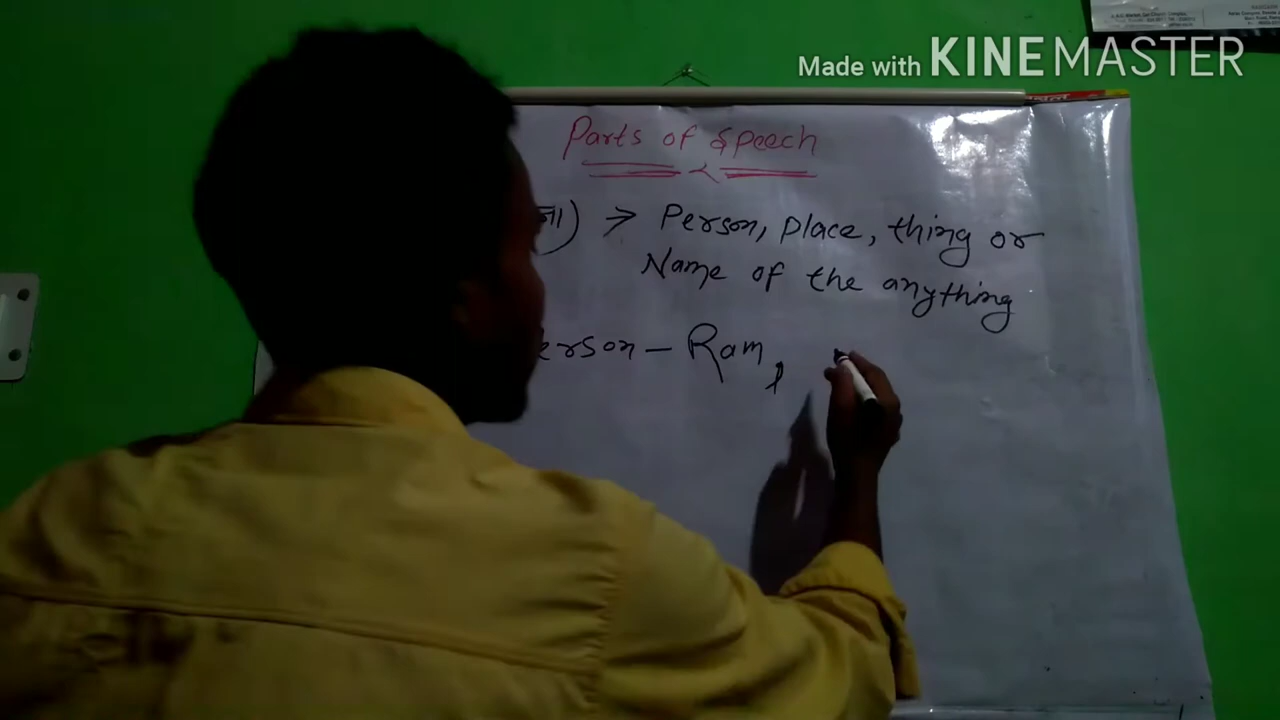 Made with KINEMASTER
Parts of Speech
→ Person, place, thing or
Name of the anything
erson - Ram,